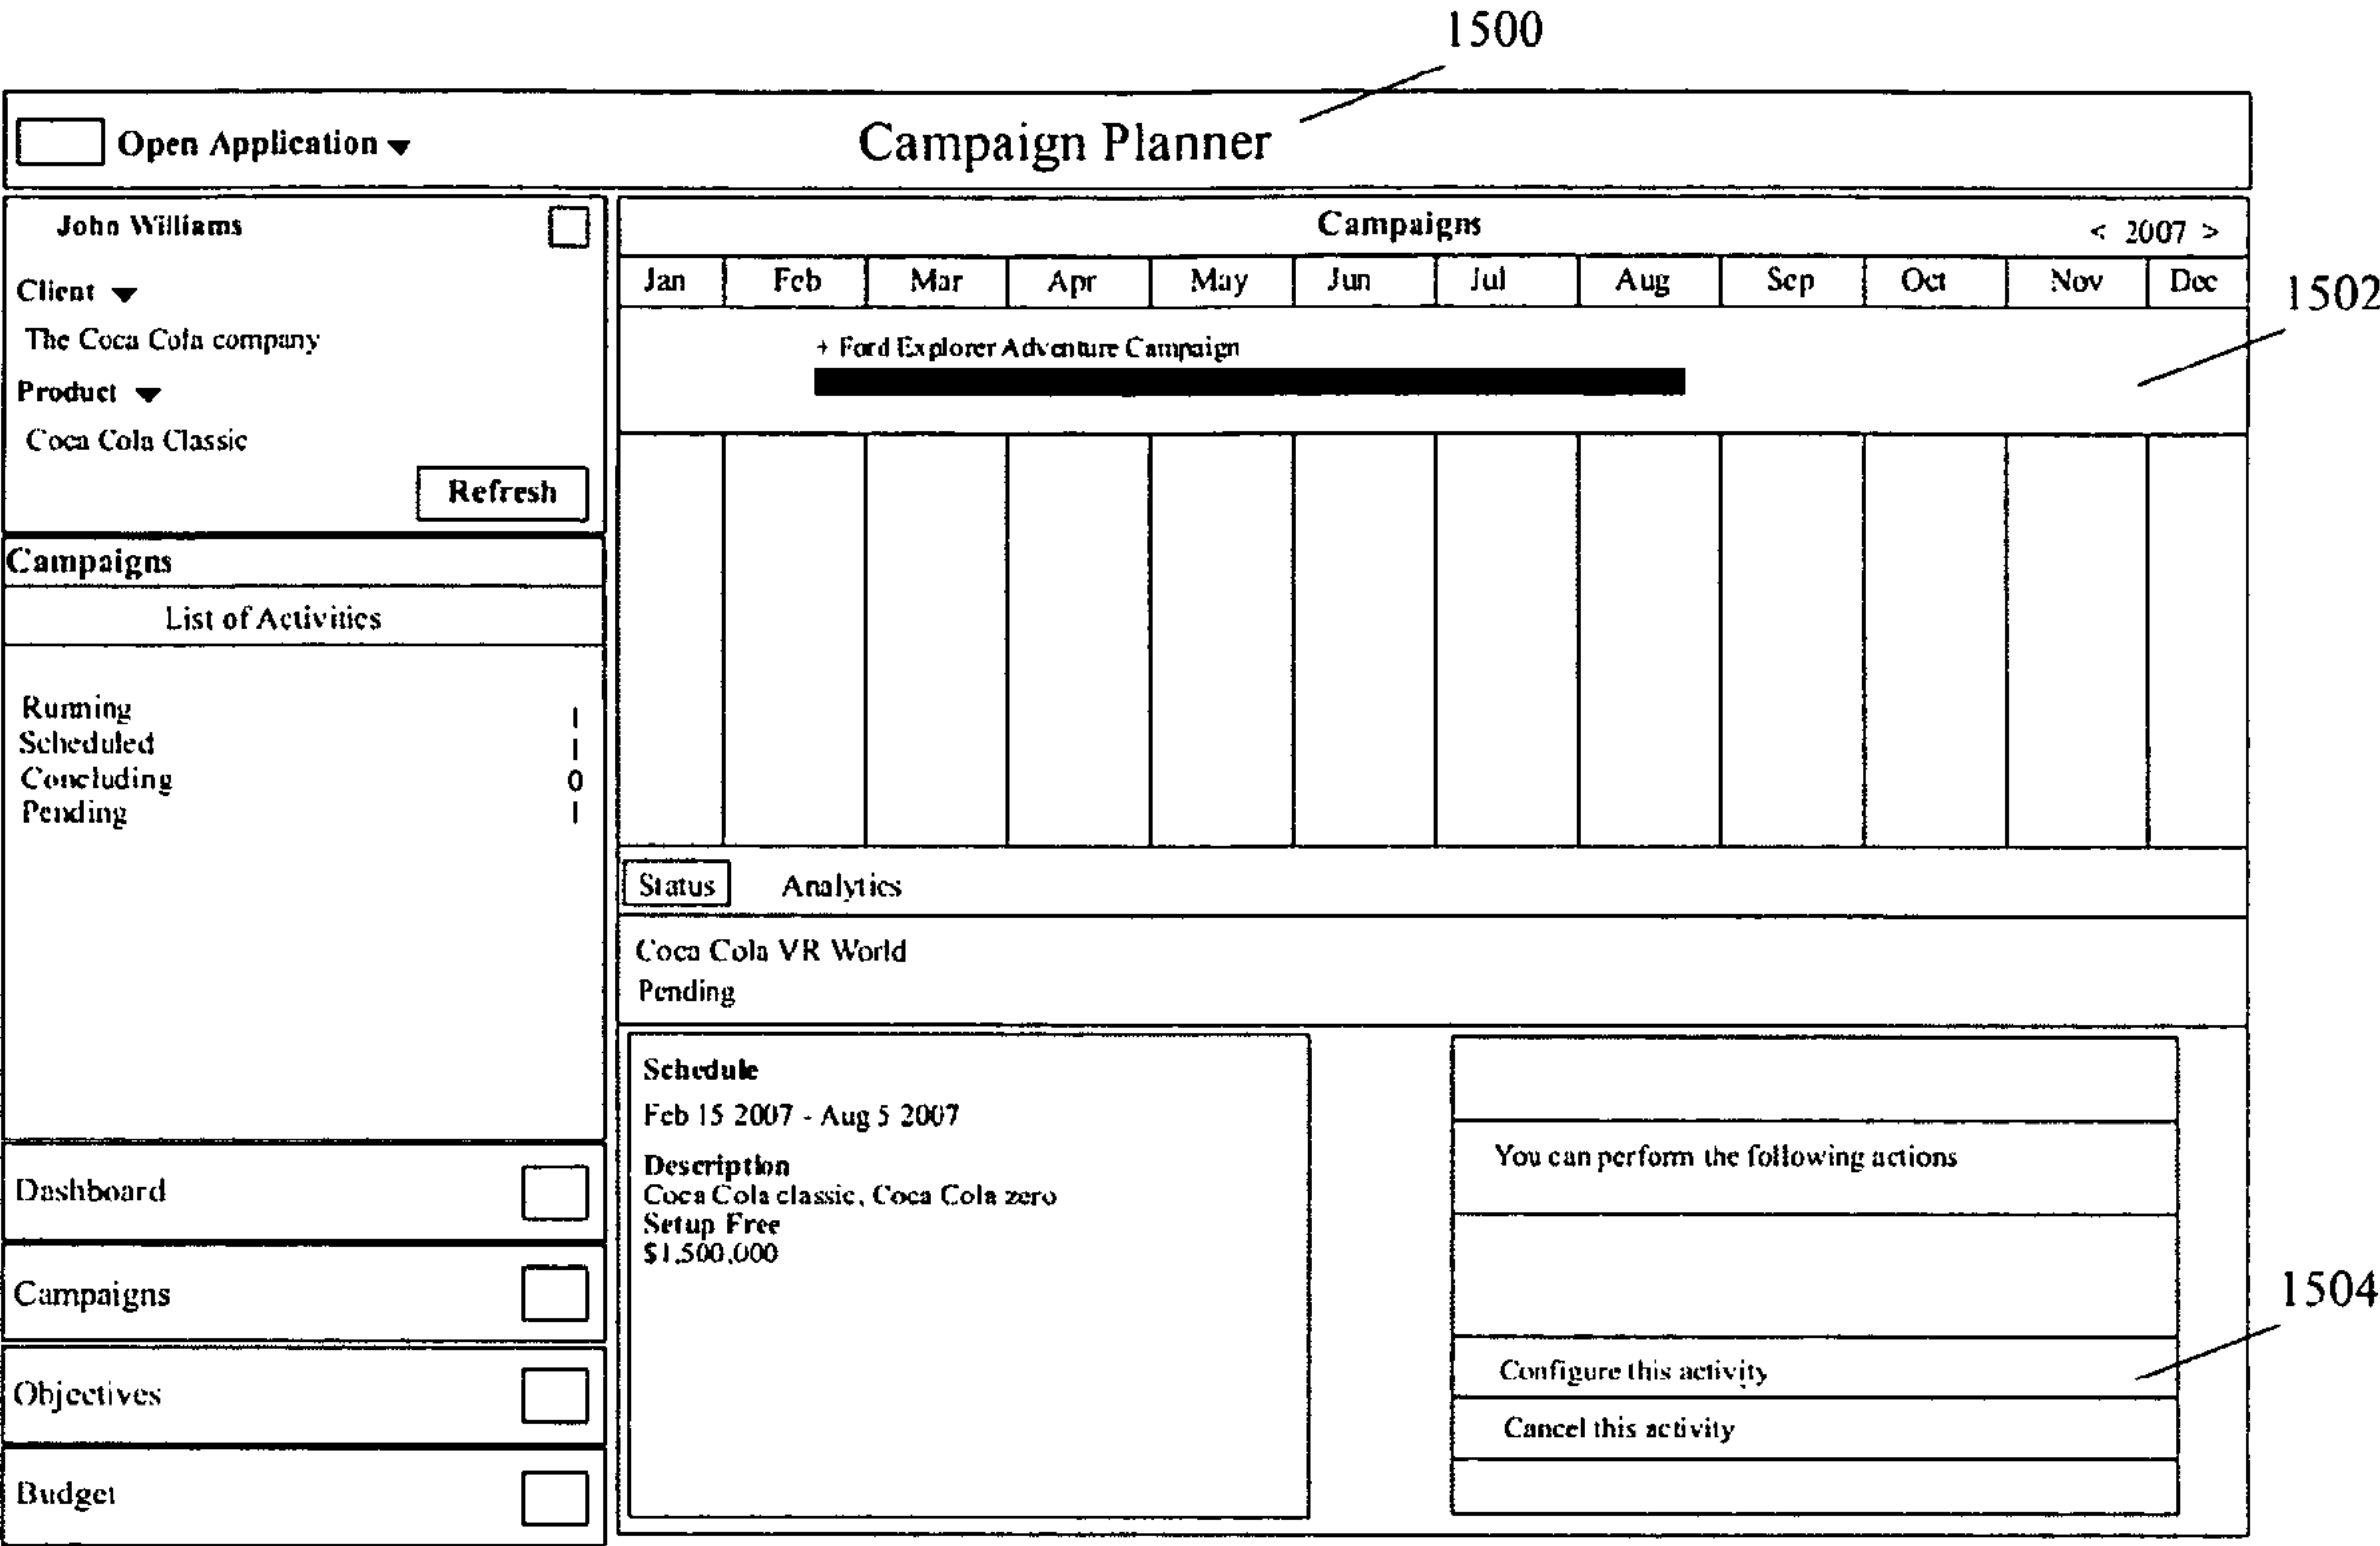 1500
Open Application
Campaign Planner
John Williams
Client
The Coca Cola company
Product
Coca Cola Classic
Refresh
Campaigns
List of Activities
Running 1
Scheduled 1
Concluding 0
Pending 1
Dashboard
Campaigns
Objectives
Budget
Campaigns < 2007 >
Jan Feb Mar Apr May Jun Jul Aug Sep Oct Nov Dec
1502
+ Ford Explorer Adventure Campaign
Status Analytics
Coca Cola VR World
Pending
Schedule
Feb 15 2007 - Aug 5 2007
Description
Coca Cola classic, Coca Cola zero
Setup Free
$1,500,000
You can perform the following actions
1504
Configure this activity
Cancel this activity